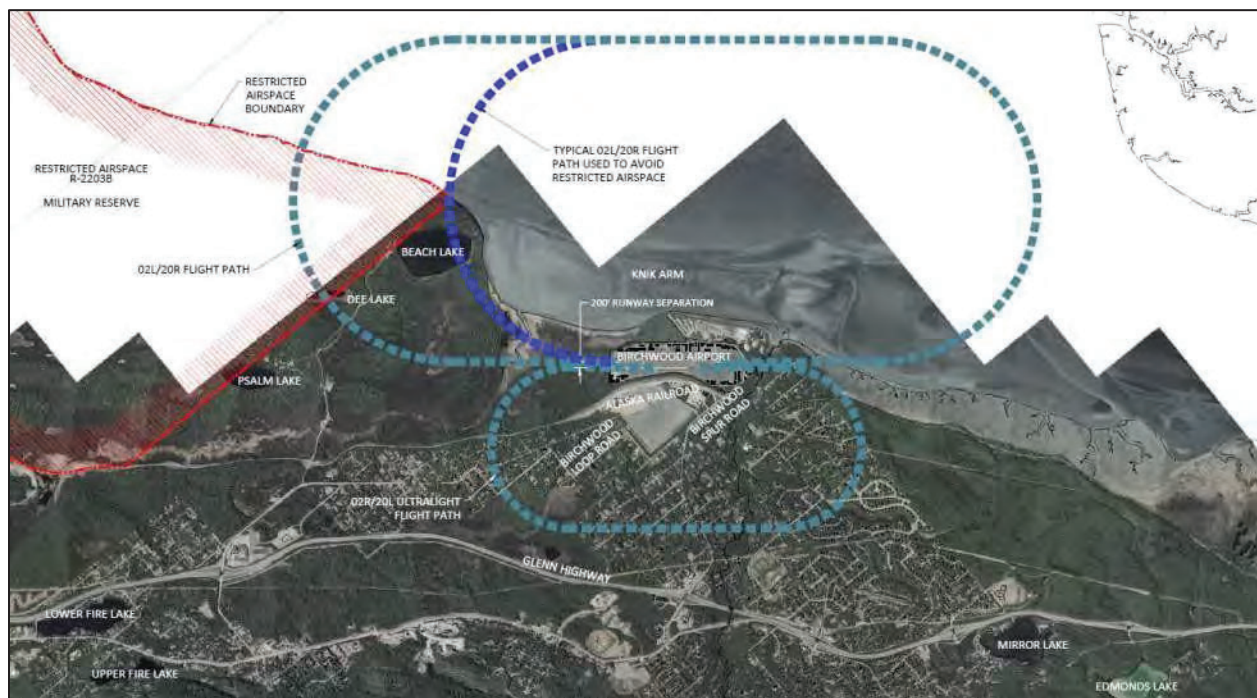 RESTRICTED
AIRSPACE
BOUNDARY
RESTRICTED AIRSPACE
R-2203B
MILITARY RESERVE
TYPICAL 02L/20R FLIGHT
PATH USED TO AVOID
RESTRICTED AIRSPACE
02L/20R FLIGHT PATH
BEACH LAKE
KNIK ARM
DEE LAKE
200' RUNWAY SEPARATION
BIRCHWOOD AIRPORT
PSALM LAKE
ALASKA RAILROAD
BIRCHWOOD
LOOP ROAD
BIRCHWOOD
SPUR ROAD
02R/20L ULTRALIGHT
FLIGHT PATH
GLENN HIGHWAY
LOWER FIRE LAKE
MIRROR LAKE
UPPER FIRE LAKE
EDMONDS LAKE